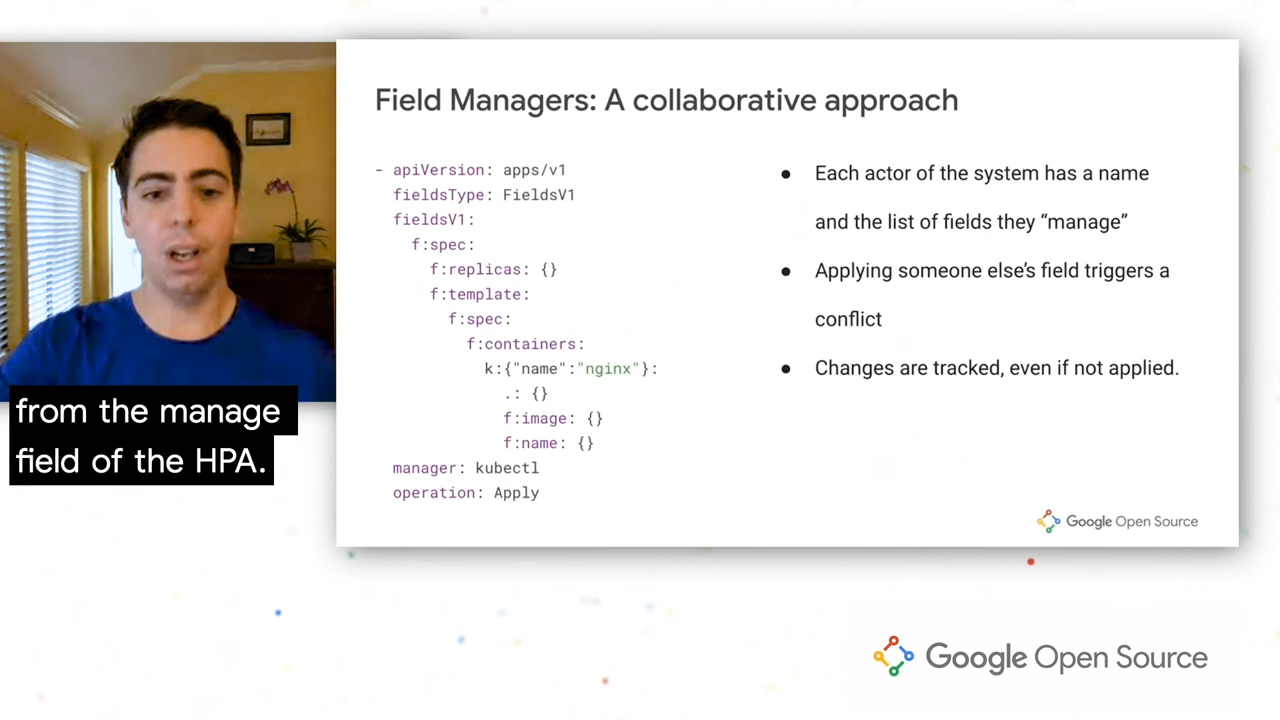 Field Managers: A collaborative approach
- apiVersion: apps/v1
fieldsType: FieldsV1
fieldsV1:
f:spec:
f:replicas: {}
f:template:
f:spec:
f:containers:
k:{"name":"nginx"}:
.: {}
f:image: {}
f:name: {}
manager: kubectl
operation: Apply
● Each actor of the system has a name
and the list of fields they “manage”
● Applying someone else’s field triggers a
conflict
● Changes are tracked, even if not applied.
Google Open Source
from the manage
field of the HPA.
Google Open Source